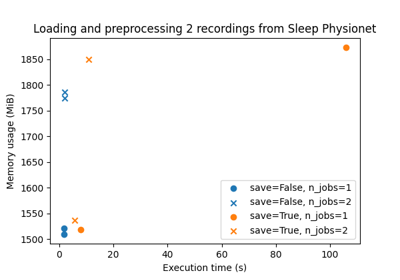 Loading and preprocessing 2 recordings from Sleep Physionet
Memory usage (MiB)
1850
1800
1750
1700
1650
1600
1550
1500
save=False, n_jobs=1
save=False, n_jobs=2
save=True, n_jobs=1
save=True, n_jobs=2
0 20 40 60 80 100
Execution time (s)